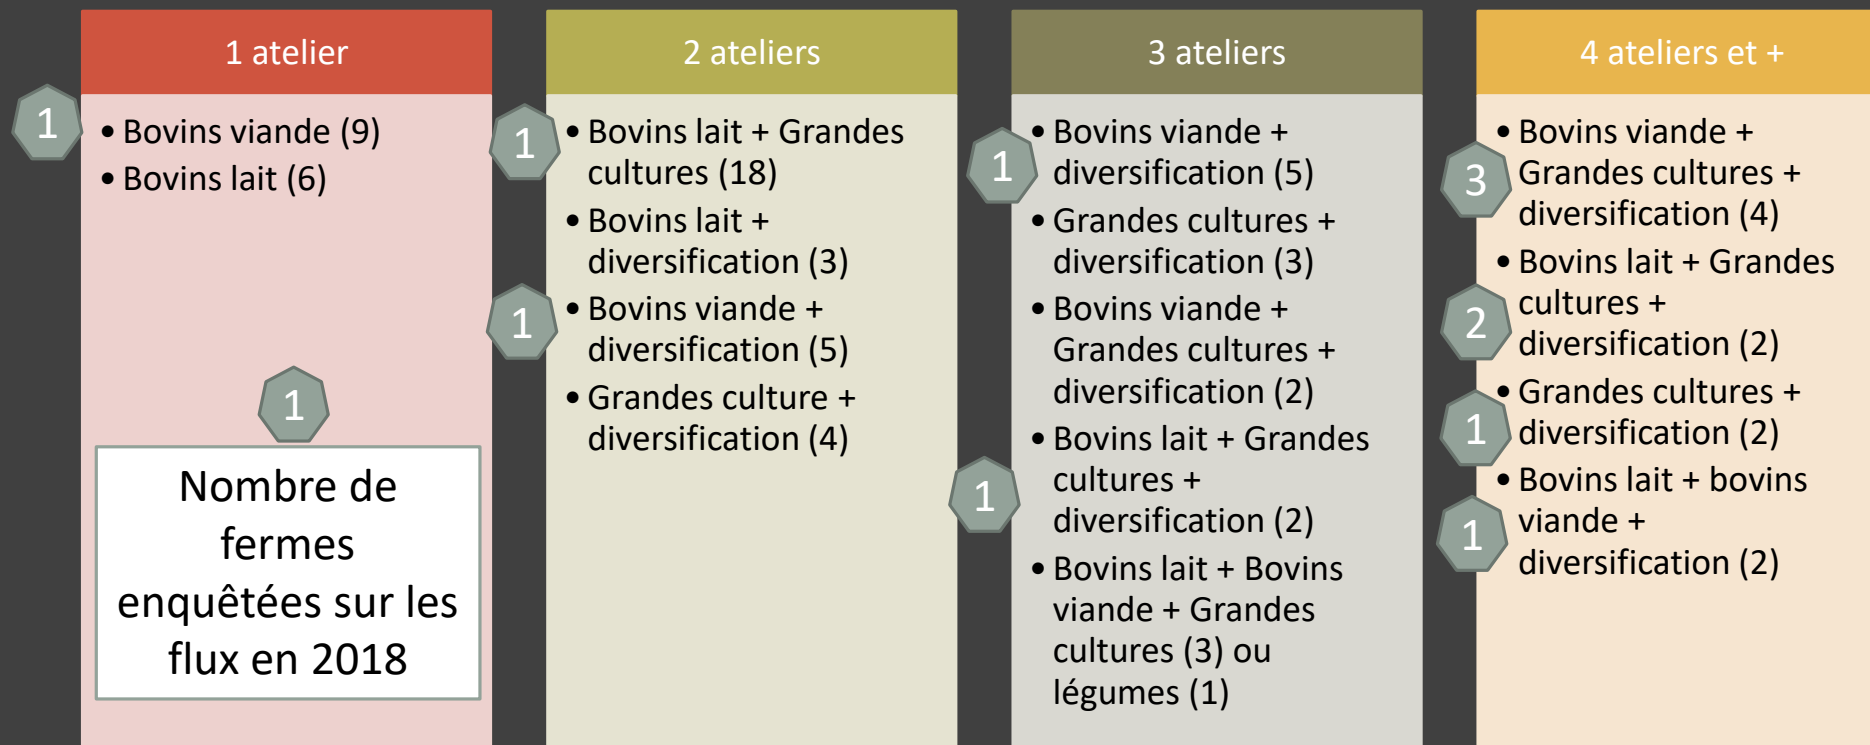 1 atelier
1
• Bovins viande (9)
• Bovins lait (6)
1
Nombre de
fermes
enquêtées sur les
flux en 2018
2 ateliers
1
• Bovins lait + Grandes
cultures (18)
• Bovins lait +
diversification (3)
1
• Bovins viande +
diversification (5)
• Grandes culture +
diversification (4)
3 ateliers
1
• Bovins viande +
diversification (5)
• Grandes cultures +
diversification (3)
• Bovins viande +
Grandes cultures +
diversification (2)
1
• Bovins lait + Grandes
cultures +
diversification (2)
• Bovins lait + Bovins
viande + Grandes
cultures (3) ou
légumes (1)
4 ateliers et +
3
• Bovins viande +
Grandes cultures +
diversification (4)
2
• Bovins lait + Grandes
cultures +
diversification (2)
1
• Grandes cultures +
diversification (2)
1
• Bovins lait + bovins
viande +
diversification (2)